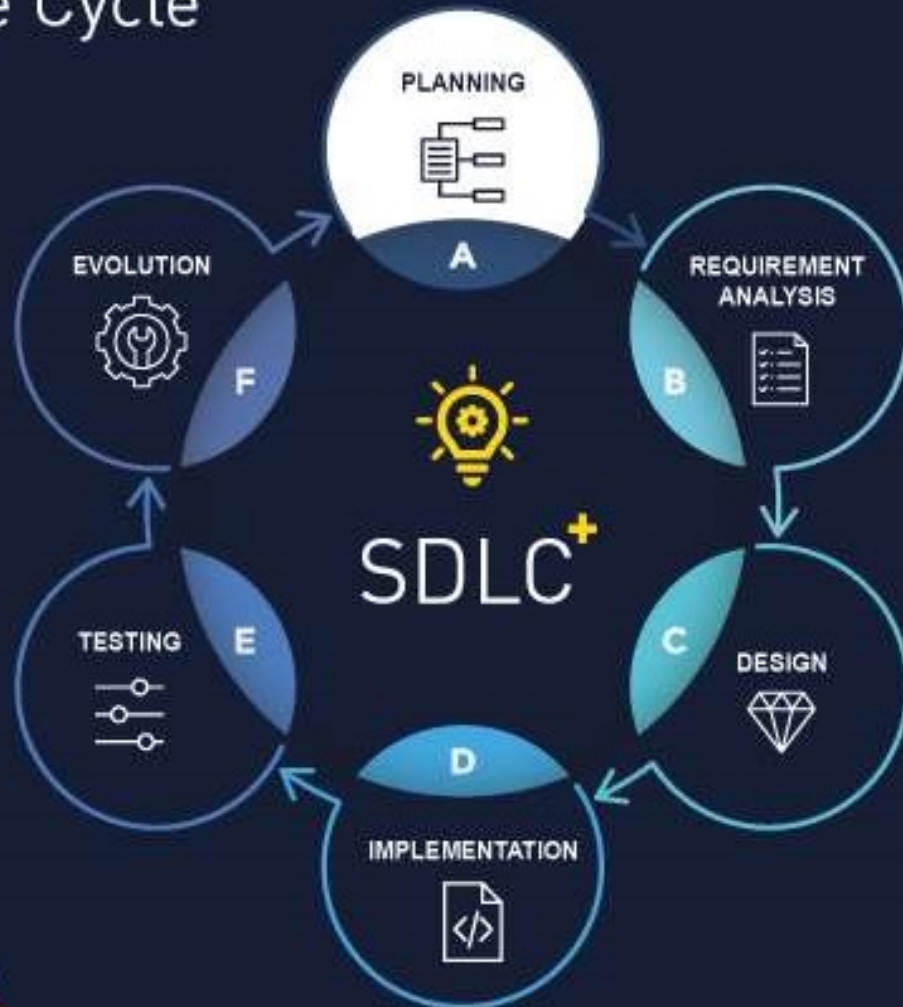 Cycle
PLANNING
A
EVOLUTION
F
REQUIREMENT
ANALYSIS
B
SDLC+
TESTING
E
C
DESIGN
D
IMPLEMENTATION
</>